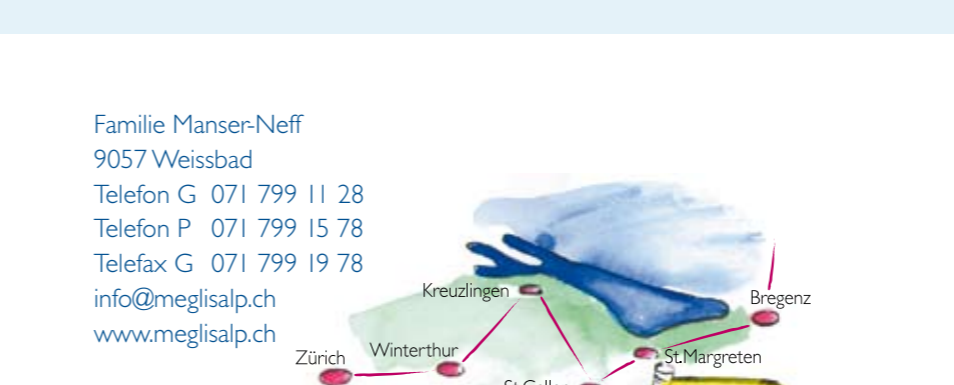 Familie Manser-Neff
9057 Weissbad
Telefon G 071 799 11 28
Telefon P 071 799 15 78
Telefax G 071 799 19 78
info@meglisalp.ch
www.meglisalp.ch
Kreuzlingen
Bregenz
Zürich
Winterthur
St.Margreten